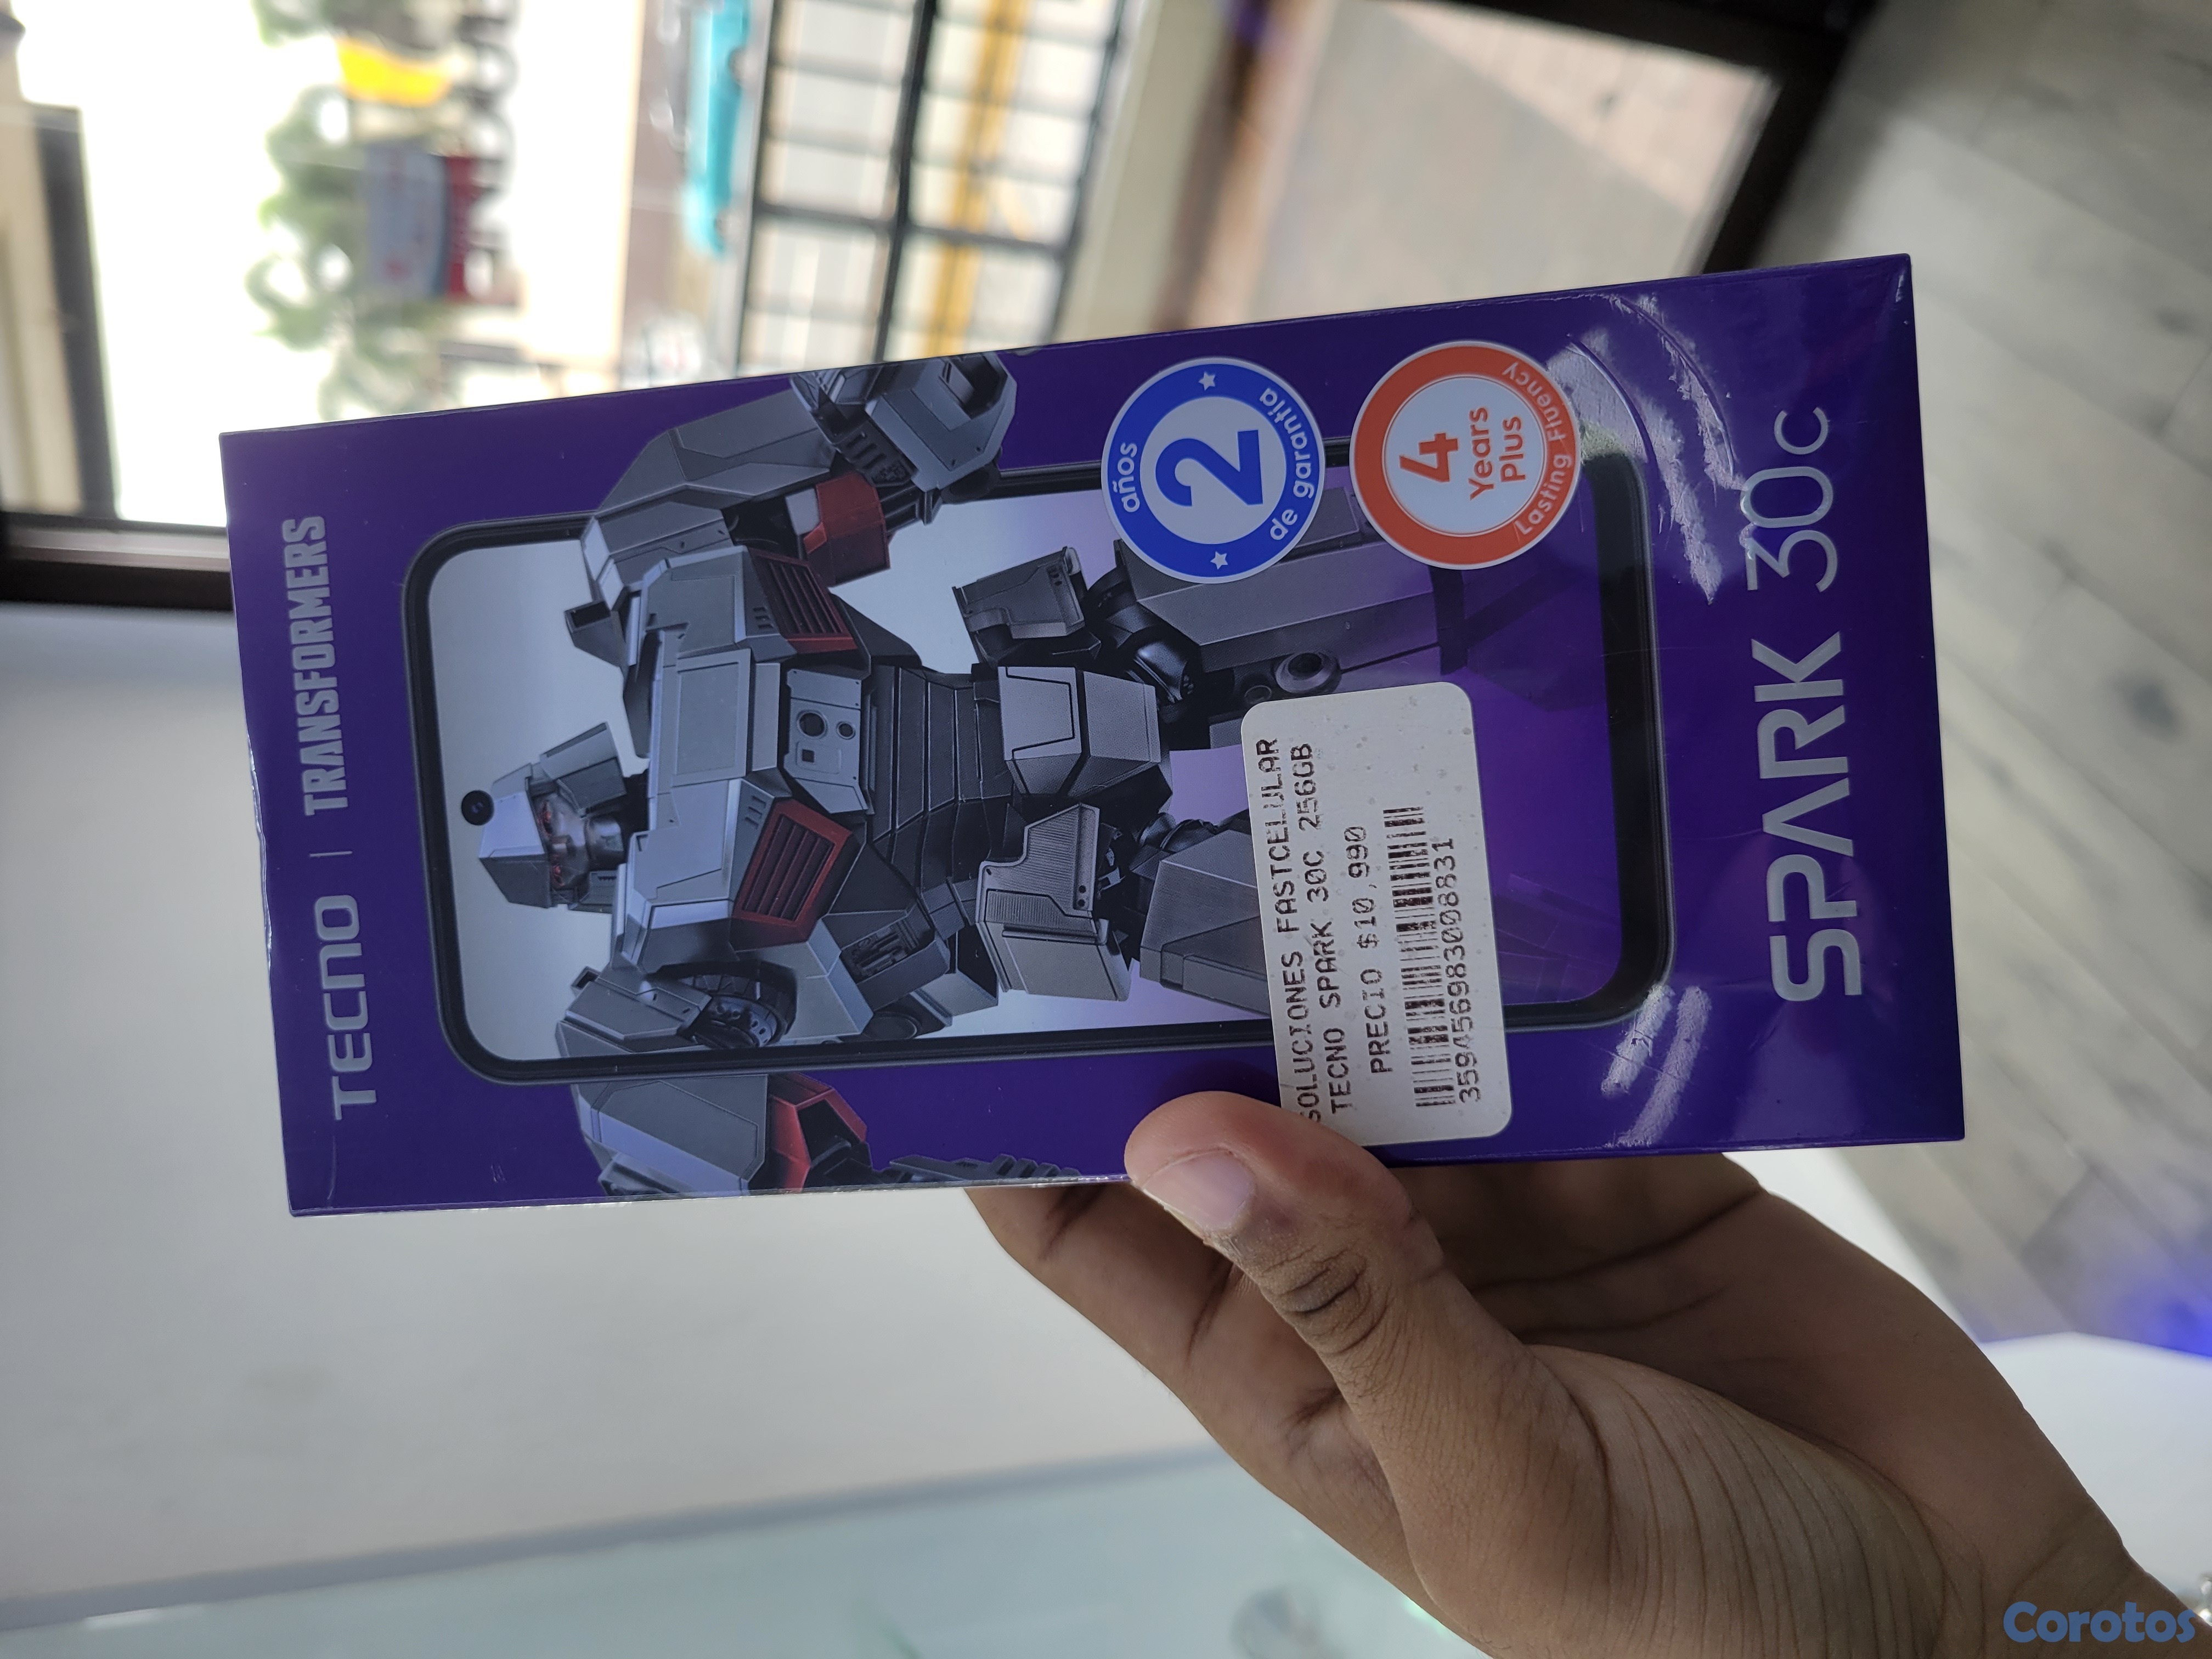 TECNO | TRANSFORMERS
2
años
de garantía
4
Years
Plus
Lasting Fluency
SOLUCIONES FASTCELULAR
TECNO SPARK 30C 256GB
PRECIO $10,990
359456983008831
SPARK 30c
Corotos